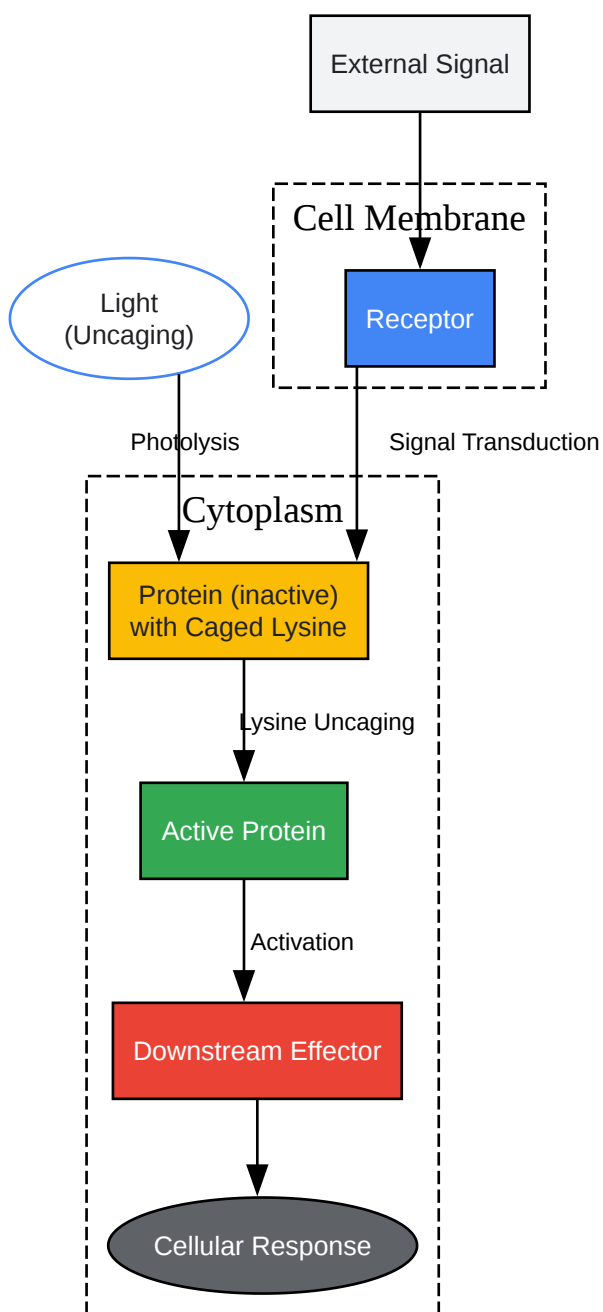 External Signal
Cell Membrane
Receptor
Light
(Uncaging)
Photolysis
Signal Transduction
Cytoplasm
Protein (inactive)
with Caged Lysine
Lysine Uncaging
Active Protein
Activation
Downstream Effector
Cellular Response